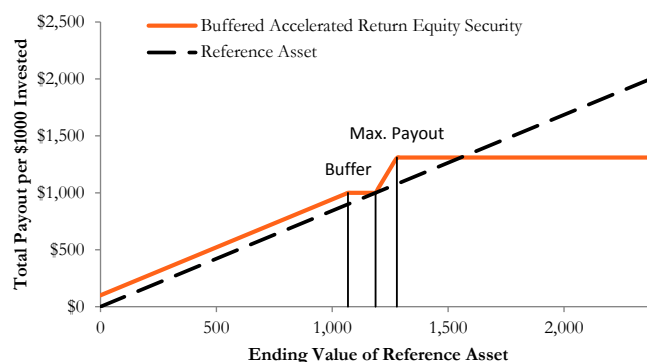 $2,500
Buffered Accelerated Return Equity Security
Reference Asset
$2,000
$1,500
Max. Payout
Buffer
$1,000
$500
$0
0
500
1,000
1,500
2,000
Total Payout per $1000 Invested
Ending Value of Reference Asset